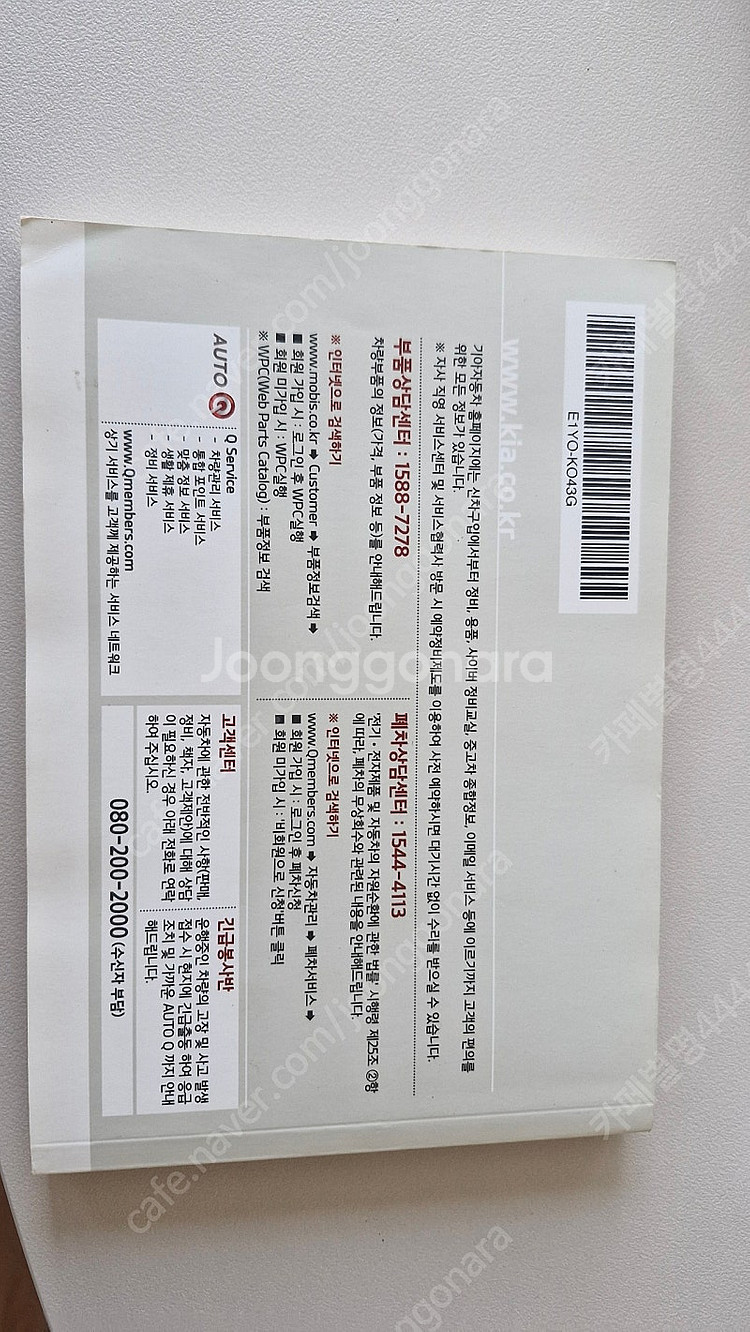 E1YO-KO43G
www.kia.co.kr
기아자동차 홈페이지에는 신차구입에서부터 정비, 용품, 사이버 정비교실, 중고차 종합정보, 이메일 서비스 등에 이르기까지 고객의 편의를
위한 모든 정보가 있습니다.
※ 자사 직영 서비스센터 및 서비스협력사 방문 시 예약정비제도를 이용하여 사전 예약하시면 대기시간 없이 수리를 받으실 수 있습니다.
부품상담센터 : 1588-7278
차량부품의 정보(가격, 부품 정보 등)를 안내해드립니다.
※ 인터넷으로 검색하기
www.mobis.co.kr ➡ Customer ➡ 부품정보검색 ➡
■ 회원 가입 시 : 로그인 후 WPC실행
■ 회원 미가입 시 : WPC실행
※ WPC(Web Parts Catalog) : 부품정보 검색
폐차상담센터 : 1544-4113
'전기 • 전자제품 및 자동차의 자원순환에 관한 법률' 시행령 제25조 ②항
에 따라, 폐차의 무상회수와 관련된 내용을 안내해드립니다.
※ 인터넷으로 검색하기
www.Qmembers.com ➡ 자동차관리 ➡ 폐차서비스 ➡
■ 회원 가입 시 : 로그인 후 폐차신청
■ 회원 미가입 시 : '비회원으로 신청'버튼 클릭
AUTO Q
Q Service
- 차량관리 서비스
- 통합 포인트 서비스
- 맞춤 정보 서비스
- 생활 제휴 서비스
- 정비 서비스
www.Qmembers.com
상기 서비스를 고객께 제공하는 서비스 네트워크
고객센터
자동차에 관한 전반적인 사항(판매,
정비, 책자, 고객제안)에 대해 상담
이 필요하신 경우 아래 전화로 연락
하여 주십시오.
긴급봉사반
운행중인 차량의 고장 및 사고 발생
접수 시 현지에 긴급출동 하여 응급
조치 및 가까운 AUTO Q 까지 안내
해드립니다.
080-200-2000 (수신자 부담)
Joonggonara
cafe.naver.com/joonggonara
카페별명444